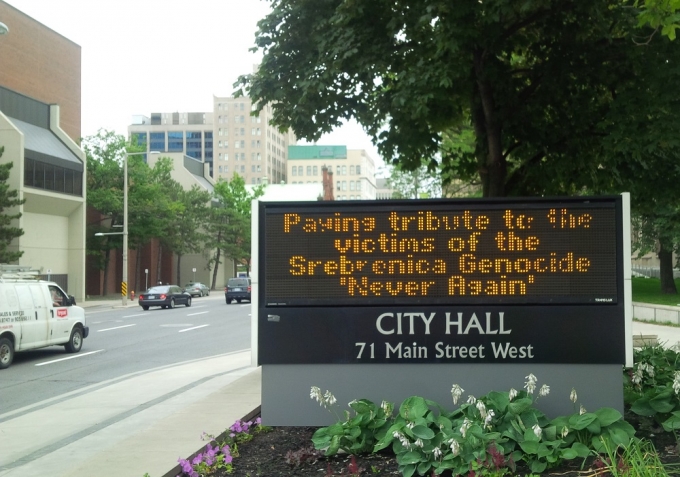 Paying tribute to the
victims of the
Srebrenica Genocide
"Never Again"
CITY HALL
71 Main Street West